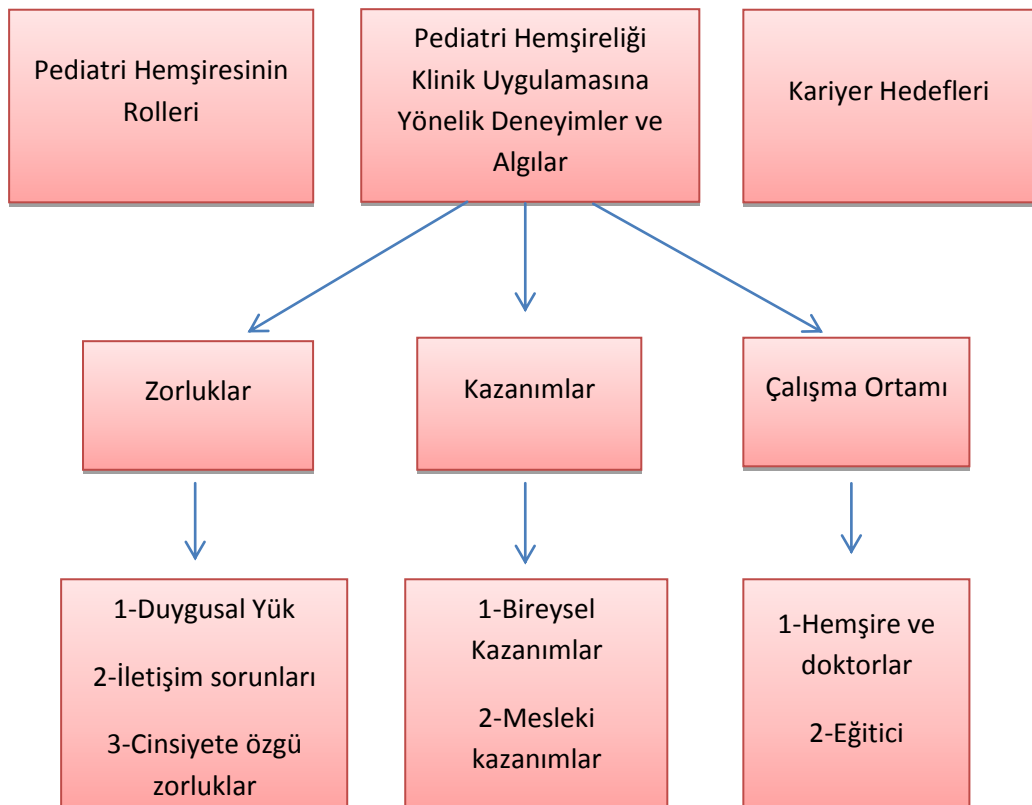 Pediatri Hemşiresinin
Rolleri
Pediatri Hemşireliği
Klinik Uygulamasına
Yönelik Deneyimler ve
Algılar
Kariyer Hedefleri
Zorluklar
Kazanımlar
Çalışma Ortamı
1-Duygusal Yük
2-İletişim sorunları
3-Cinsiyete özgü
zorluklar
1-Bireysel
Kazanımlar
2-Mesleki
kazanımlar
1-Hemşire ve
doktorlar
2-Eğitici